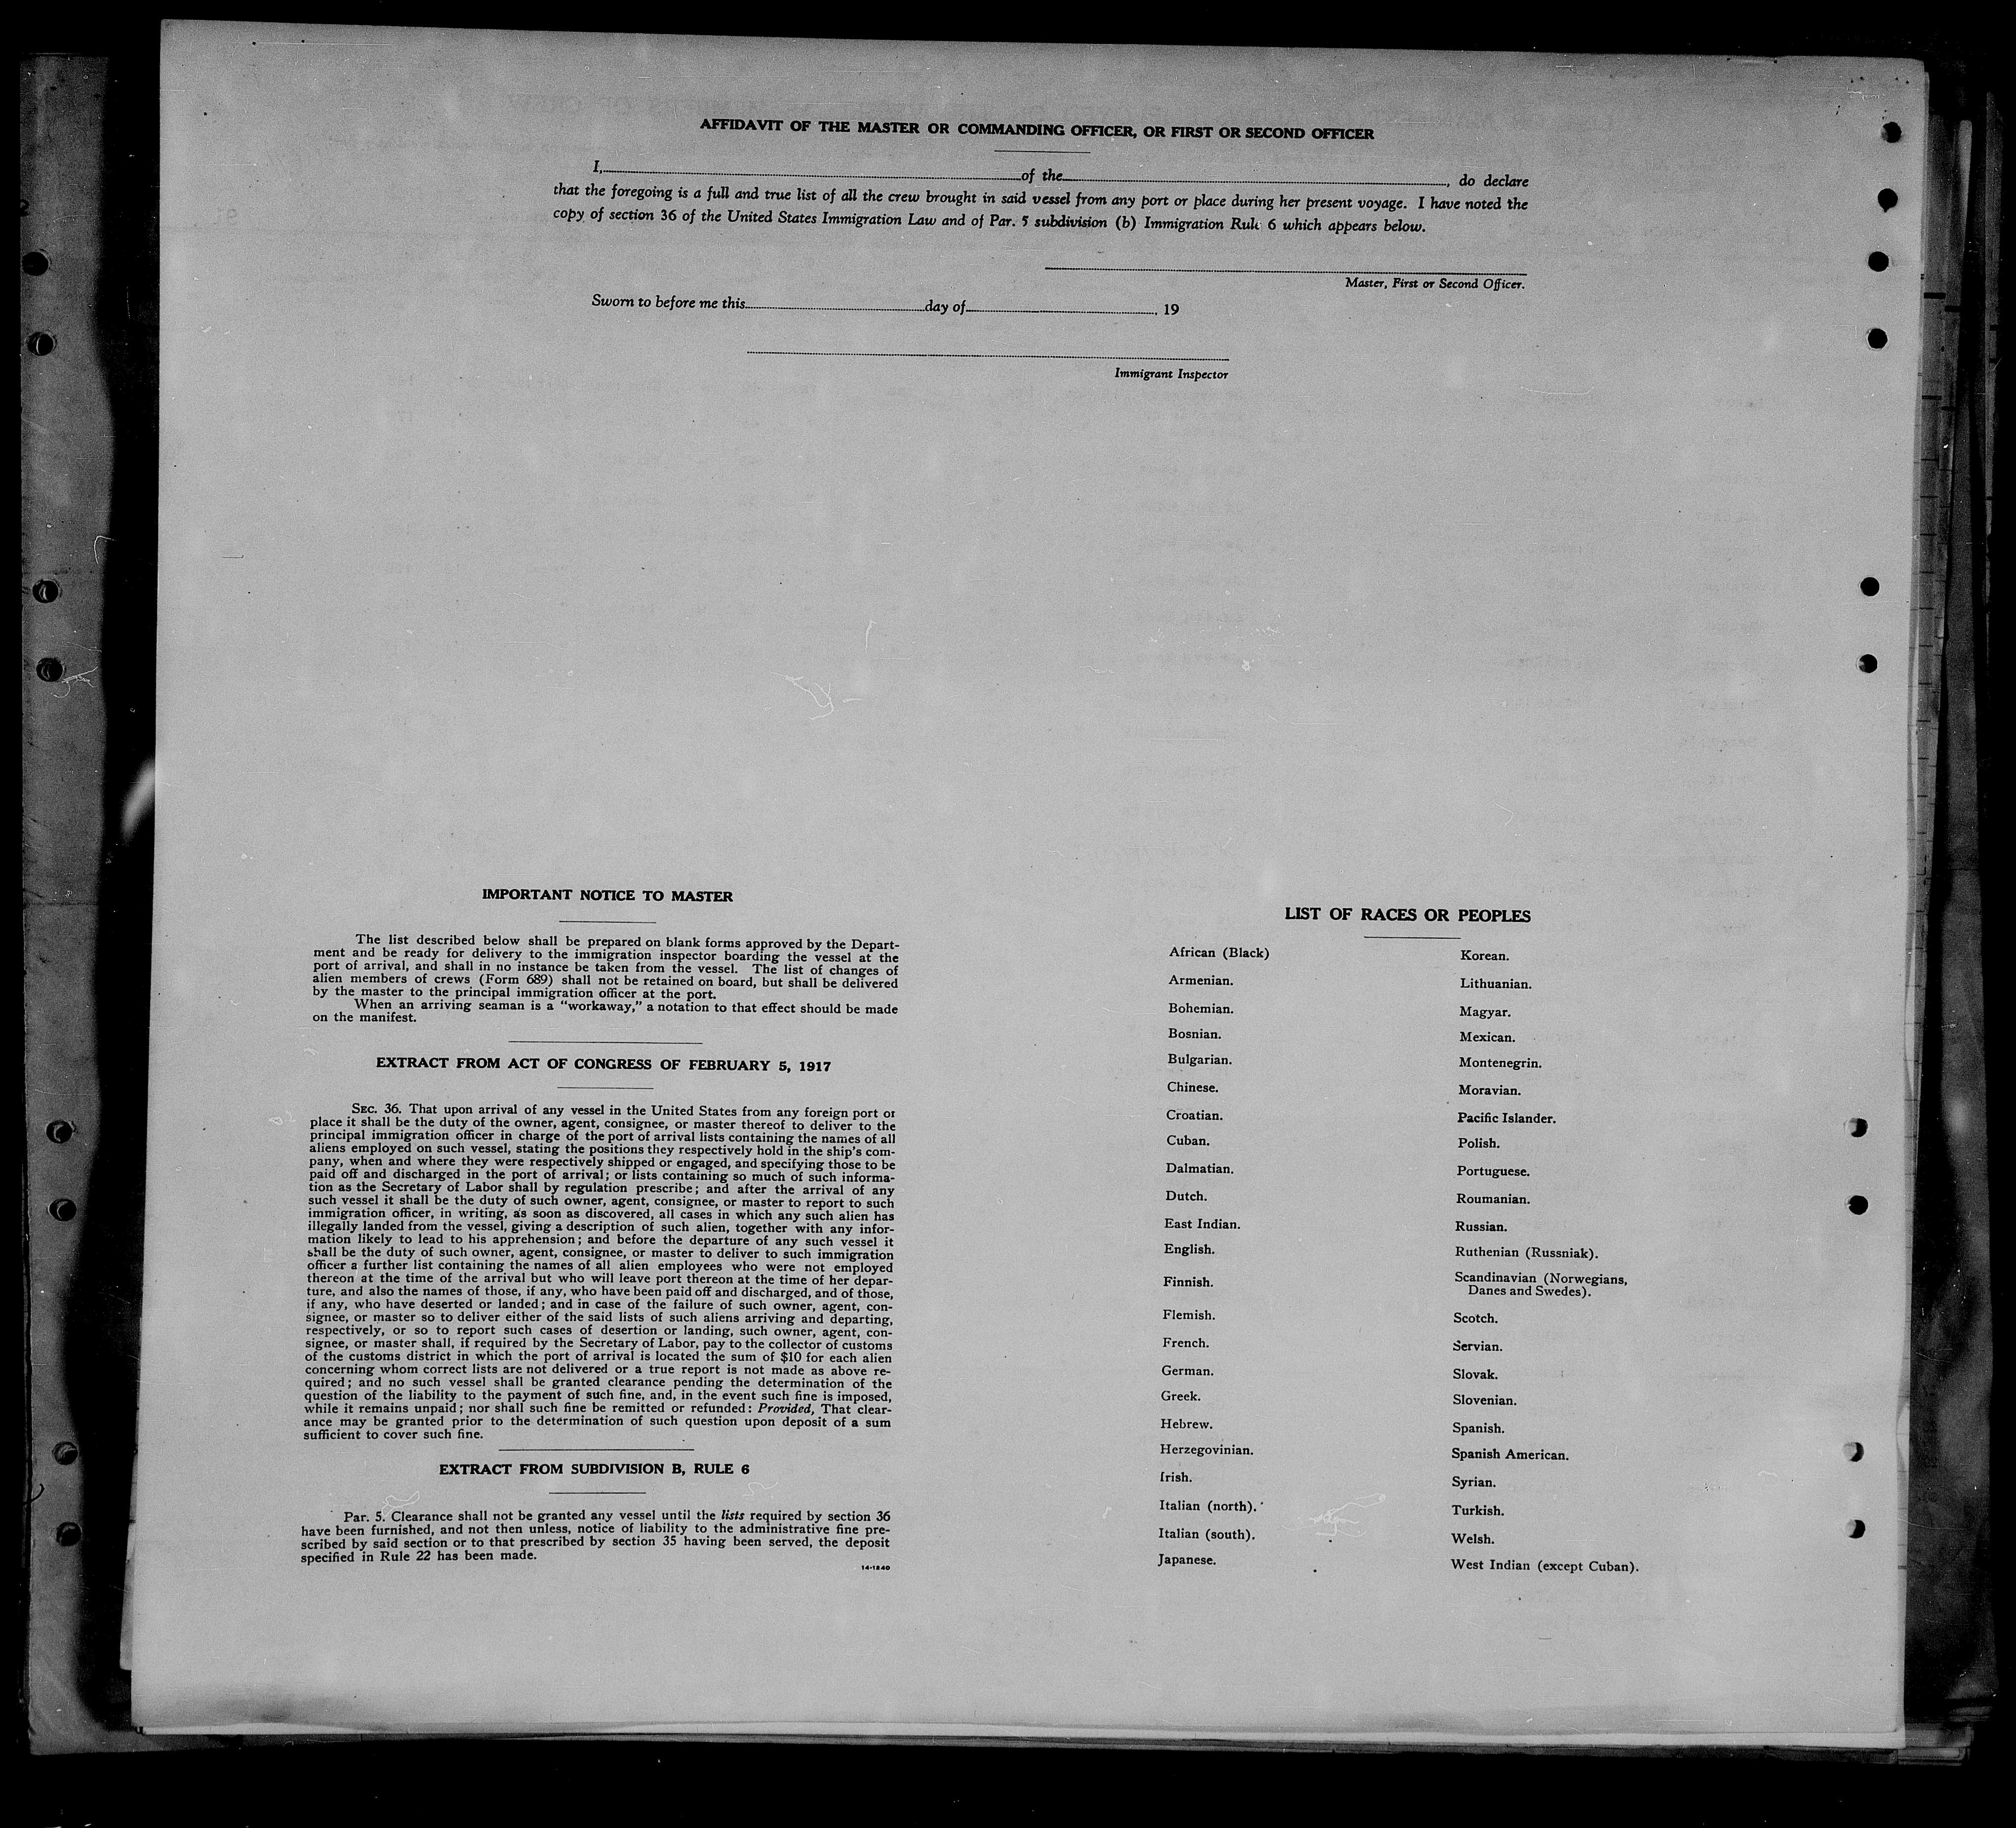 AFFIDAVIT OF THE MASTER OR COMMANDING OFFICER, OR FIRST OR SECOND OFFICER
I, of the , do declare
that the foregoing is a full and true list of all the crew brought in said vessel from any port or place during her present voyage. I have noted the
copy of section 36 of the United States Immigration Law and of Par. 5 subdivision (b) Immigration Rule 6 which appears below.
Master, First or Second Officer.
Sworn to before me this day of , 19
Immigrant Inspector
IMPORTANT NOTICE TO MASTER
The list described below shall be prepared on blank forms approved by the Depart-
ment and be ready for delivery to the immigration inspector boarding the vessel at the
port of arrival, and shall in no instance be taken from the vessel. The list of changes of
alien members of crews (Form 689) shall not be retained on board, but shall be delivered
by the master to the principal immigration officer at the port.
When an arriving seaman is a "workaway," a notation to that effect should be made
on the manifest.
EXTRACT FROM ACT OF CONGRESS OF FEBRUARY 5, 1917
SEC. 36. That upon arrival of any vessel in the United States from any foreign port or
place it shall be the duty of the owner, agent, consignee, or master thereof to deliver to the
principal immigration officer in charge of the port of arrival lists containing the names of all
aliens employed on such vessel, stating the positions they respectively hold in the ship's com-
pany, when and where they were respectively shipped or engaged, and specifying those to be
paid off and discharged in the port of arrival; or lists containing so much of such informa-
tion as the Secretary of Labor shall by regulation prescribe; and after the arrival of any
such vessel it shall be the duty of such owner, agent, consignee, or master to report to such
immigration officer, in writing, as soon as discovered, all cases in which any such alien has
illegally landed from the vessel, giving a description of such alien, together with any infor-
mation likely to lead to his apprehension; and before the departure of any such vessel it
shall be the duty of such owner, agent, consignee, or master to deliver to such immigration
officer a further list containing the names of all alien employees who were not employed
thereon at the time of the arrival but who will leave port thereon at the time of her depar-
ture, and also the names of those, if any, who have been paid off and discharged, and of those,
if any, who have deserted or landed; and in case of the failure of such owner, agent, con-
signee, or master so to deliver either of the said lists of such aliens arriving and departing,
respectively, or so to report such cases of desertion or landing, such owner, agent, con-
signee, or master shall, if required by the Secretary of Labor, pay to the collector of customs
of the customs district in which the port of arrival is located the sum of $10 for each alien
concerning whom correct lists are not delivered or a true report is not made as above re-
quired; and no such vessel shall be granted clearance pending the determination of the
question of the liability to the payment of such fine, and, in the event such fine is imposed,
while it remains unpaid; nor shall such fine be remitted or refunded: Provided, That clear-
ance may be granted prior to the determination of such question upon deposit of a sum
sufficient to cover such fine.
EXTRACT FROM SUBDIVISION B, RULE 6
Par. 5. Clearance shall not be granted any vessel until the lists required by section 36
have been furnished, and not then unless, notice of liability to the administrative fine pre-
scribed by said section or to that prescribed by section 35 having been served, the deposit
specified in Rule 22 has been made.
14-1240
LIST OF RACES OR PEOPLES
African (Black)
Armenian.
Bohemian.
Bosnian.
Bulgarian.
Chinese.
Croatian.
Cuban.
Dalmatian.
Dutch.
East Indian.
English.
Finnish.
Flemish.
French.
German.
Greek.
Hebrew.
Herzegovinian.
Irish.
Italian (north).
Italian (south).
Japanese.
Korean.
Lithuanian.
Magyar.
Mexican.
Montenegrin.
Moravian.
Pacific Islander.
Polish.
Portuguese.
Roumanian.
Russian.
Ruthenian (Russniak).
Scandinavian (Norwegians,
Danes and Swedes).
Scotch.
Servian.
Slovak.
Slovenian.
Spanish.
Spanish American.
Syrian.
Turkish.
Welsh.
West Indian (except Cuban).